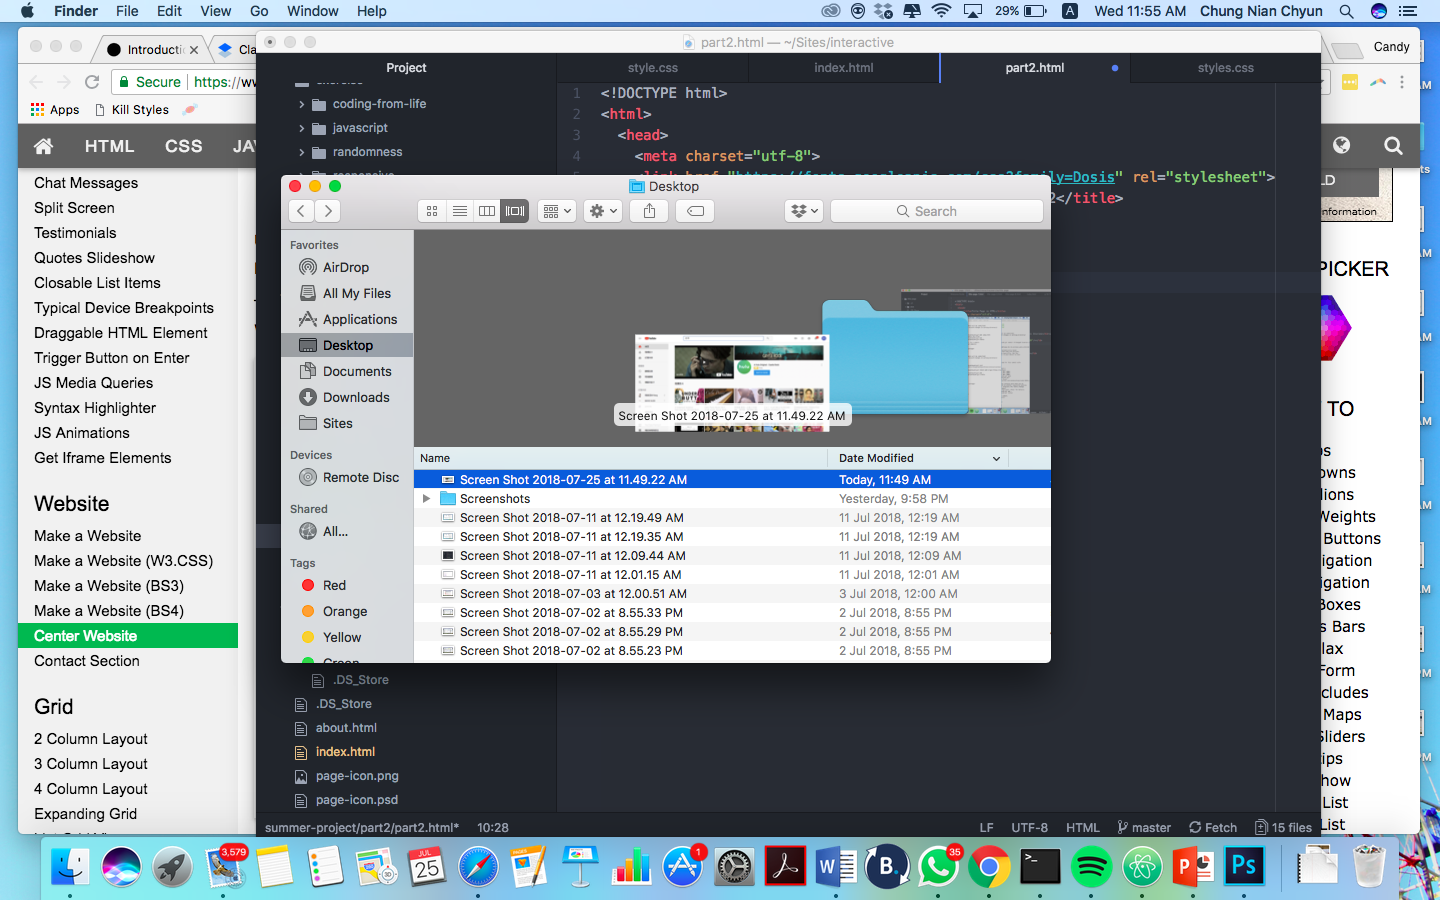 Finder File Edit View Go Window Help
29% Wed 11:55 AM Chung Nian Chyun
Introductio
Cla
part2.html — ~/Sites/interactive
Candy
Secure https://ww
Apps Kill Styles
HTML CSS JA
Chat Messages
Split Screen
Testimonials
Quotes Slideshow
Closable List Items
Typical Device Breakpoints
Draggable HTML Element
Trigger Button on Enter
JS Media Queries
Syntax Highlighter
JS Animations
Get Iframe Elements
Website
Make a Website
Make a Website (W3.CSS)
Make a Website (BS3)
Make a Website (BS4)
Center Website
Contact Section
Grid
2 Column Layout
3 Column Layout
4 Column Layout
Expanding Grid
Project
coding-from-life
javascript
randomness
.DS_Store
.DS_Store
about.html
index.html
page-icon.png
page-icon.psd
style.css index.html part2.html styles.css
1 <!DOCTYPE html>
2 <html>
3 <head>
4 <meta charset="utf-8">
family=Dosis" rel="stylesheet">
2</title>
Desktop
Search
Favorites
AirDrop
All My Files
Applications
Desktop
Documents
Downloads
Sites
Devices
Remote Disc
Shared
All...
Tags
Red
Orange
Yellow
Green
Screen Shot 2018-07-25 at 11.49.22 AM
Name Date Modified
Screen Shot 2018-07-25 at 11.49.22 AM Today, 11:49 AM
Screenshots Yesterday, 9:58 PM
Screen Shot 2018-07-11 at 12.19.49 AM 11 Jul 2018, 12:19 AM
Screen Shot 2018-07-11 at 12.19.35 AM 11 Jul 2018, 12:19 AM
Screen Shot 2018-07-11 at 12.09.44 AM 11 Jul 2018, 12:09 AM
Screen Shot 2018-07-11 at 12.01.15 AM 11 Jul 2018, 12:01 AM
Screen Shot 2018-07-03 at 12.00.51 AM 3 Jul 2018, 12:00 AM
Screen Shot 2018-07-02 at 8.55.33 PM 2 Jul 2018, 8:55 PM
Screen Shot 2018-07-02 at 8.55.29 PM 2 Jul 2018, 8:55 PM
Screen Shot 2018-07-02 at 8.55.23 PM 2 Jul 2018, 8:55 PM
LD
nformation
PICKER
TO
ns
owns
lions
Weights
Buttons
igation
igation
Boxes
s Bars
lax
Form
cludes
Maps
Sliders
tips
how
List
List
summer-project/part2/part2.html* 10:28 LF UTF-8 HTML master Fetch 15 files
3,579
JUL
25
1
35